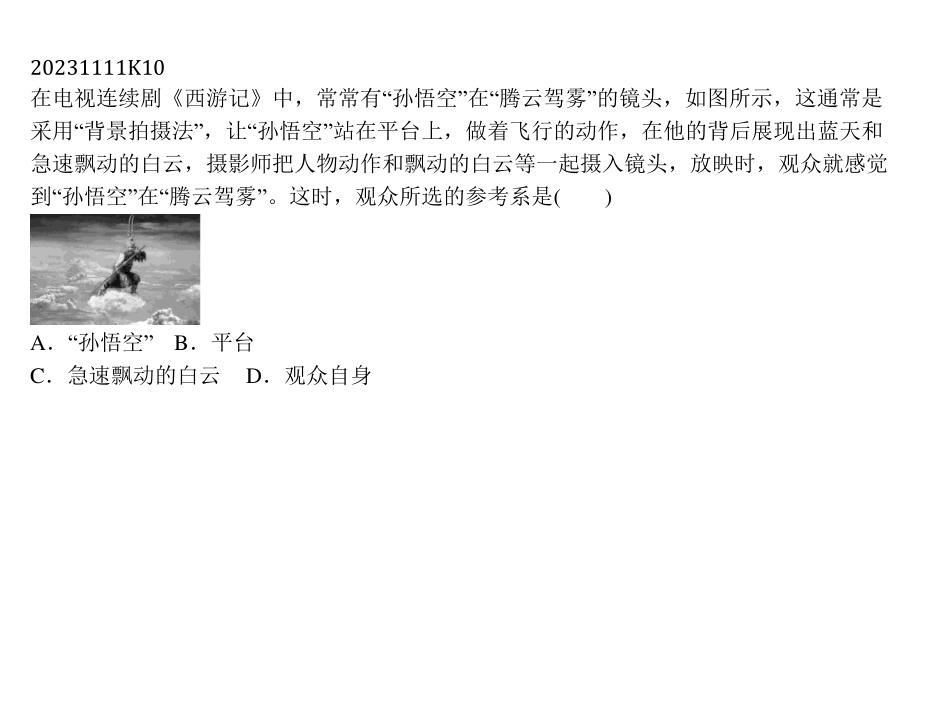 20231111K10
在电视连续剧《西游记》中，常常有“孙悟空”在“腾云驾雾”的镜头，如图所示，这通常是
采用“背景拍摄法”，让“孙悟空”站在平台上，做着飞行的动作，在他的背后展现出蓝天和
急速飘动的白云，摄影师把人物动作和飘动的白云等一起摄入镜头，放映时，观众就感觉
到“孙悟空”在“腾云驾雾”。这时，观众所选的参考系是(　　)
A．“孙悟空”　B．平台
C．急速飘动的白云　D．观众自身